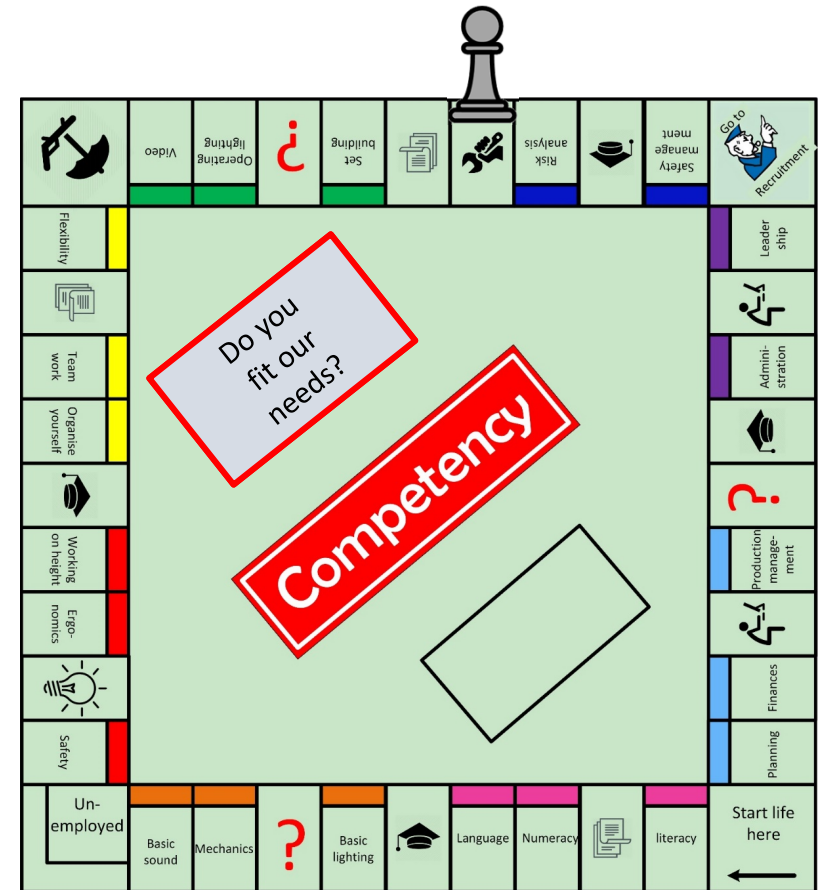 Video
Operating
lighting
?
Set
building
Risk
analysis
Safety
manage
ment
Go to
Recruitment
Flexibility
Team
work
Organise
yourself
Working
on height
Ergo-
nomics
Safety
Do you
fit our
needs?
Competency
Leader
ship
Admini-
stration
?
Production
manage-
ment
Finances
Planning
Un-
employed
Basic
sound
Mechanics
?
Basic
lighting
Language
Numeracy
literacy
Start life
here